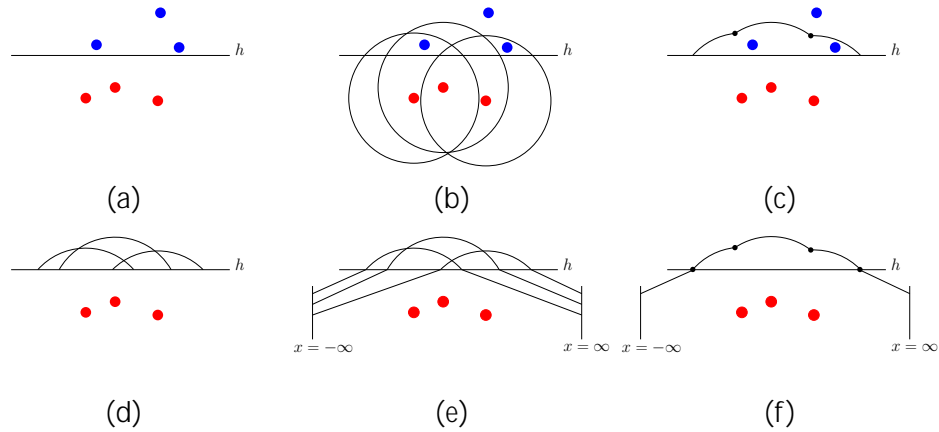 h
h
h
(a)
(b)
(c)
h
h
h
x = −∞
x = ∞
x = −∞
x = ∞
(d)
(e)
(f)